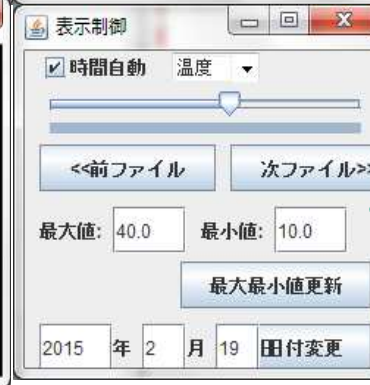 表示制御
時間自動 温度
<<前ファイル 次ファイル>>
最大値: 40.0 最小値: 10.0
最大最小値更新
2015 年 2 月 19 日付変更